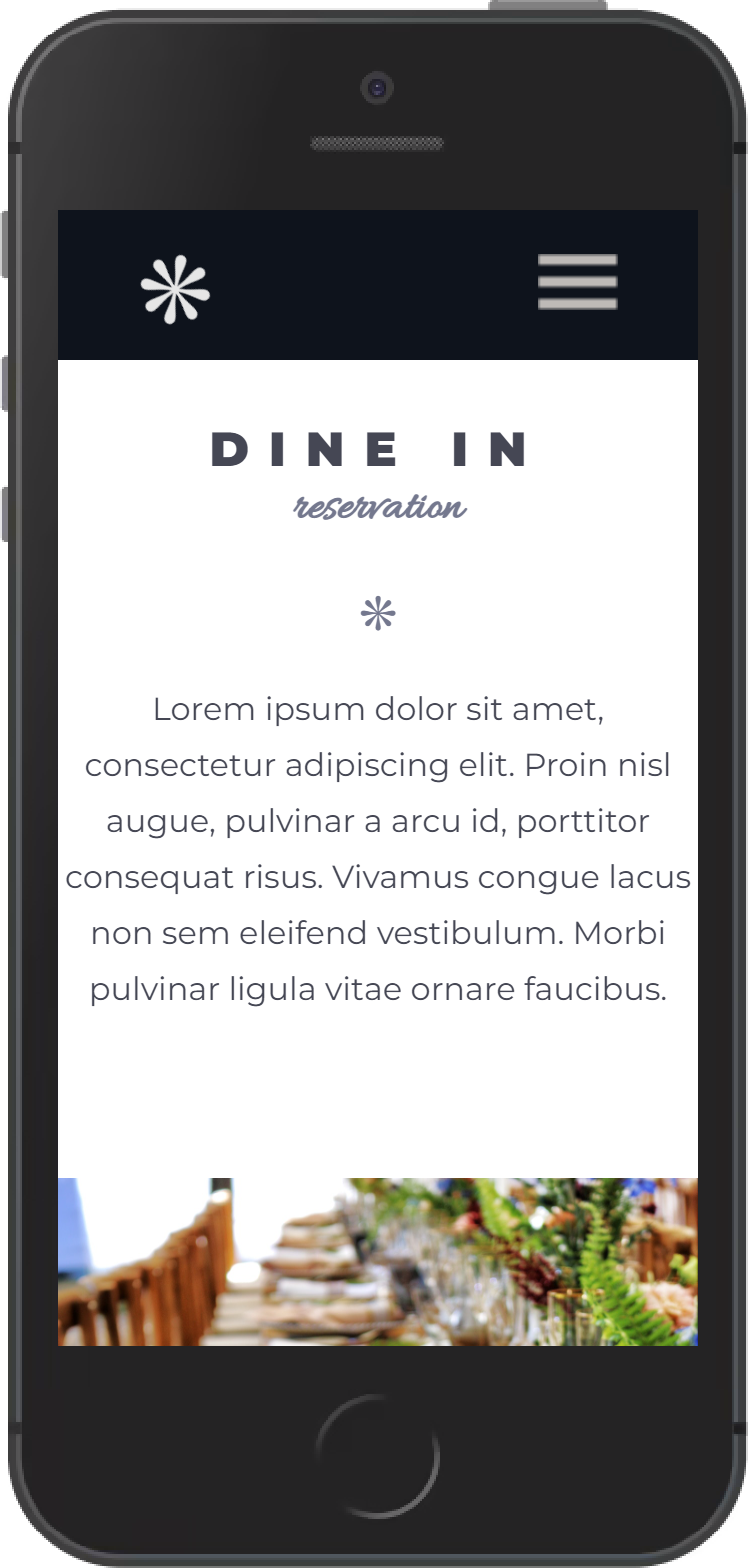 DINE IN
reservation
Lorem ipsum dolor sit amet,
consectetur adipiscing elit. Proin nisl
augue, pulvinar a arcu id, porttitor
consequat risus. Vivamus congue lacus
non sem eleifend vestibulum. Morbi
pulvinar ligula vitae ornare faucibus.